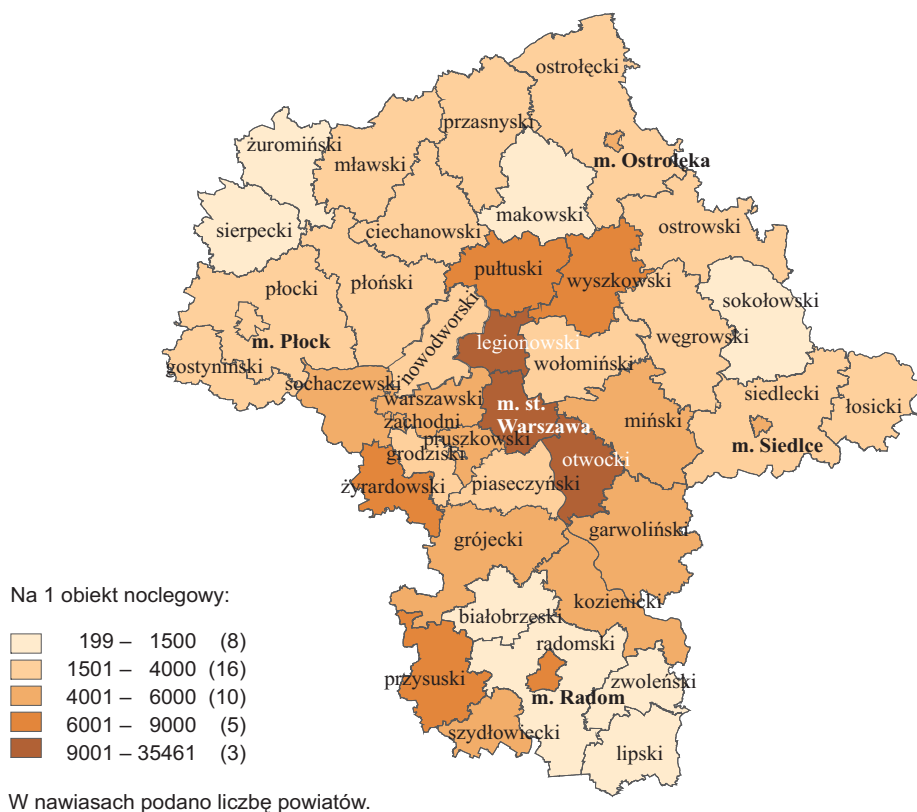 ostrołęcki
przasnyski
żuromiński
m. Ostrołęka
mławski
makowski
sierpecki
ciechanowski
ostrowski
pułtuski
wyszkowski
płocki
płoński
sokołowski
nowodworski
legionowski
węgrowski
m. Płock
wołomiński
gostyniński
sochaczewski
siedlecki
warszawski
zachodni
m. st.
Warszawa
miński
łosicki
pruszkowski
m. Siedlce
grodziski
otwocki
żyrardowski
piaseczyński
garwoliński
grójecki
kozienicki
białobrzeski
radomski
przysuski
zwoleński
m. Radom
szydłowiecki
lipski
Na 1 obiekt noclegowy:
199 – 1500 (8)
1501 – 4000 (16)
4001 – 6000 (10)
6001 – 9000 (5)
9001 – 35461 (3)
W nawiasach podano liczbę powiatów.